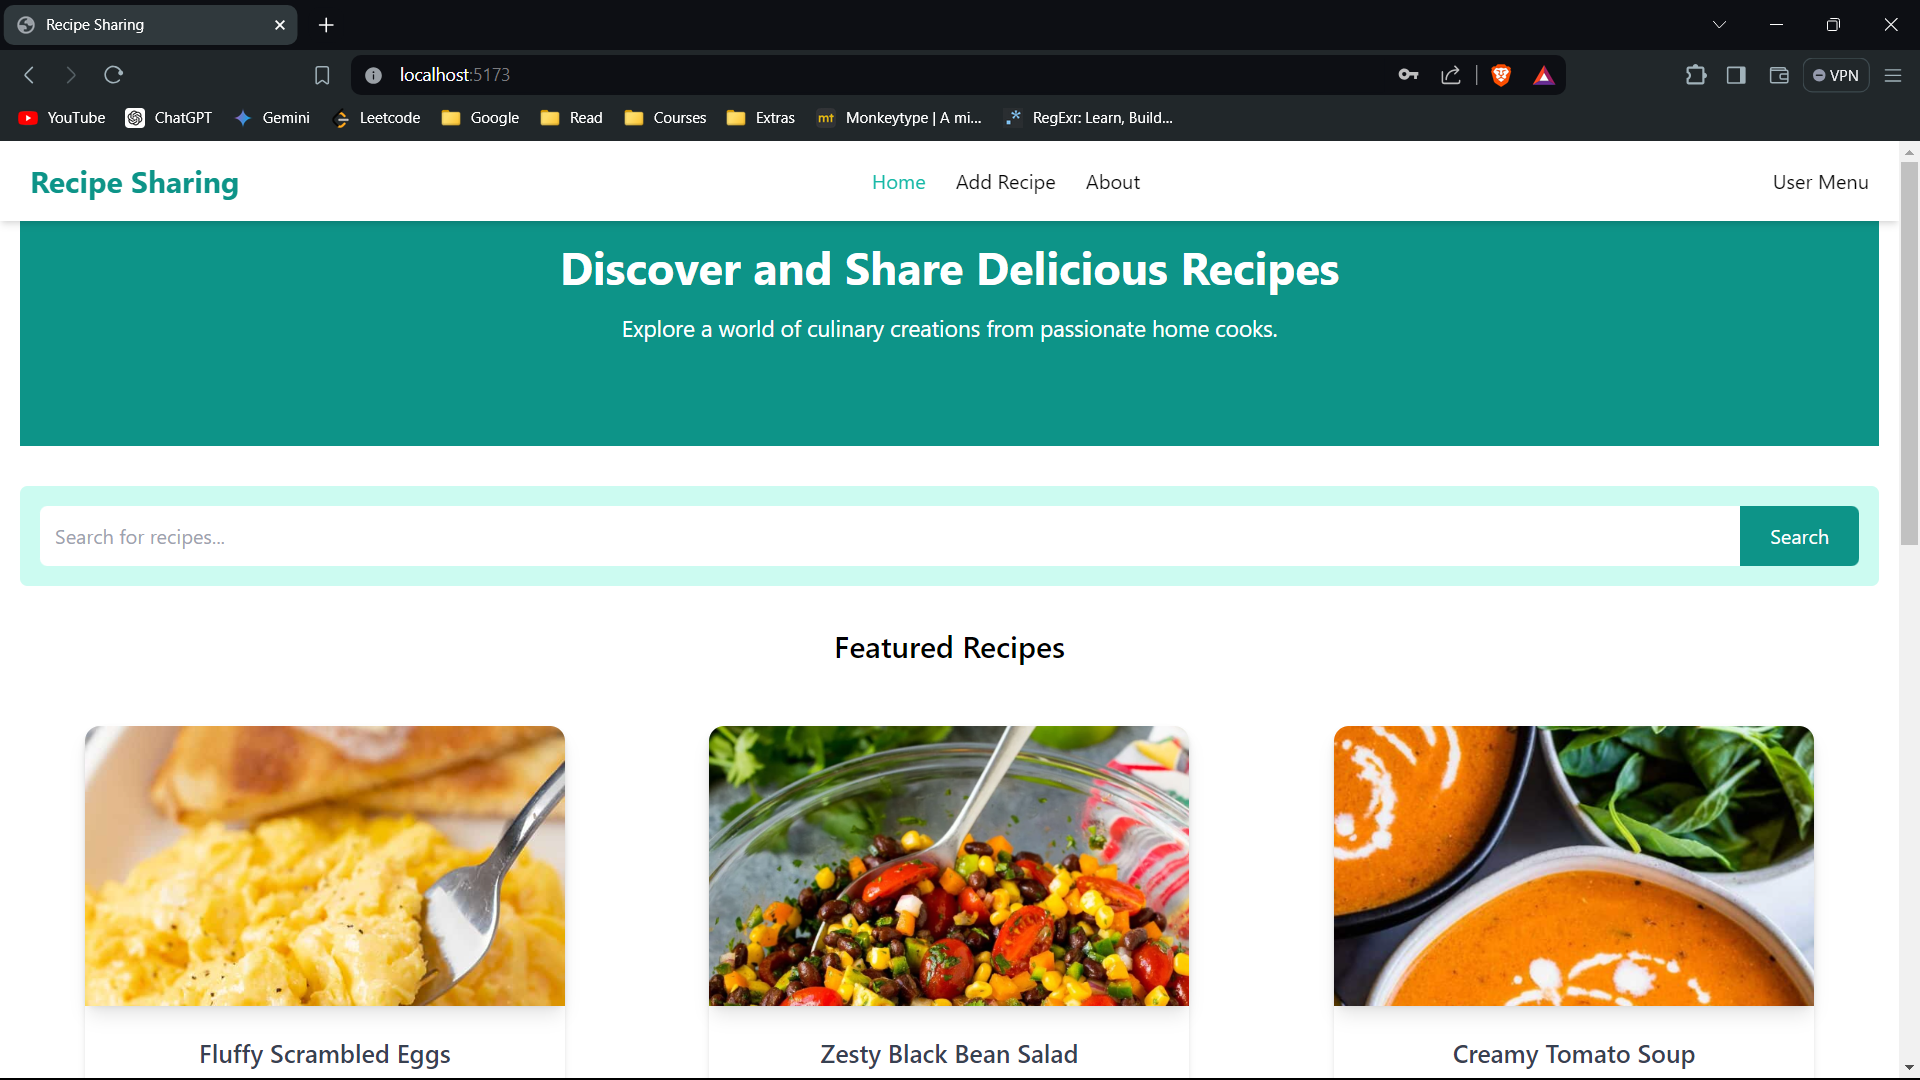 Recipe Sharing
localhost:5173
VPN
YouTube
ChatGPT
Gemini
Leetcode
Google
Read
Courses
Extras
mt Monkeytype | A mi...
.* RegExr: Learn, Build...
Recipe Sharing
Home
Add Recipe
About
User Menu
Discover and Share Delicious Recipes
Explore a world of culinary creations from passionate home cooks.
Search for recipes...
Search
Featured Recipes
Fluffy Scrambled Eggs
Zesty Black Bean Salad
Creamy Tomato Soup